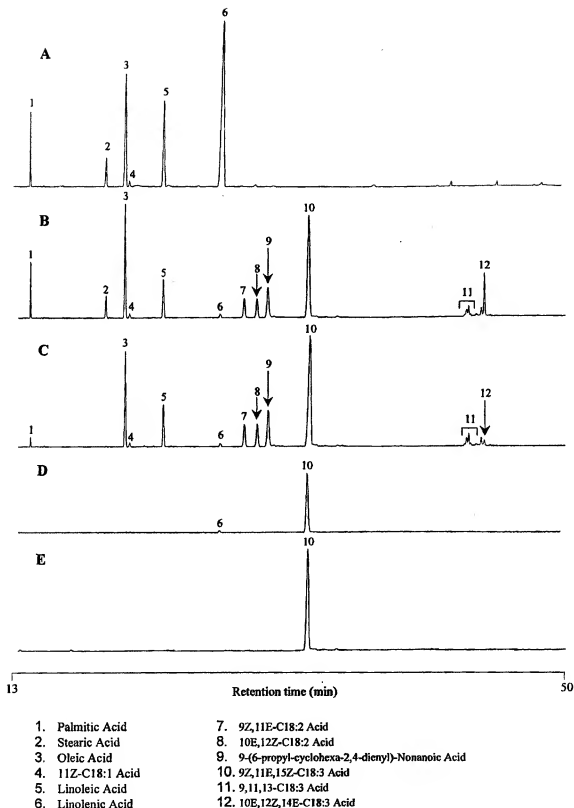 A
1
2
3
4
5
6
B
1
2
3
4
5
6
7
8
9
10
11
12
C
1
3
4
5
6
7
8
9
10
11
12
D
6
10
E
10
13
50
Retention time (min)
1. Palmitic Acid
2. Stearic Acid
3. Oleic Acid
4. 11Z-C18:1 Acid
5. Linoleic Acid
6. Linolenic Acid
7. 9Z,11E-C18:2 Acid
8. 10E,12Z-C18:2 Acid
9. 9-(6-propyl-cyclohexa-2,4-dienyl)-Nonanoic Acid
10. 9Z,11E,15Z-C18:3 Acid
11. 9,11,13-C18:3 Acid
12. 10E,12Z,14E-C18:3 Acid